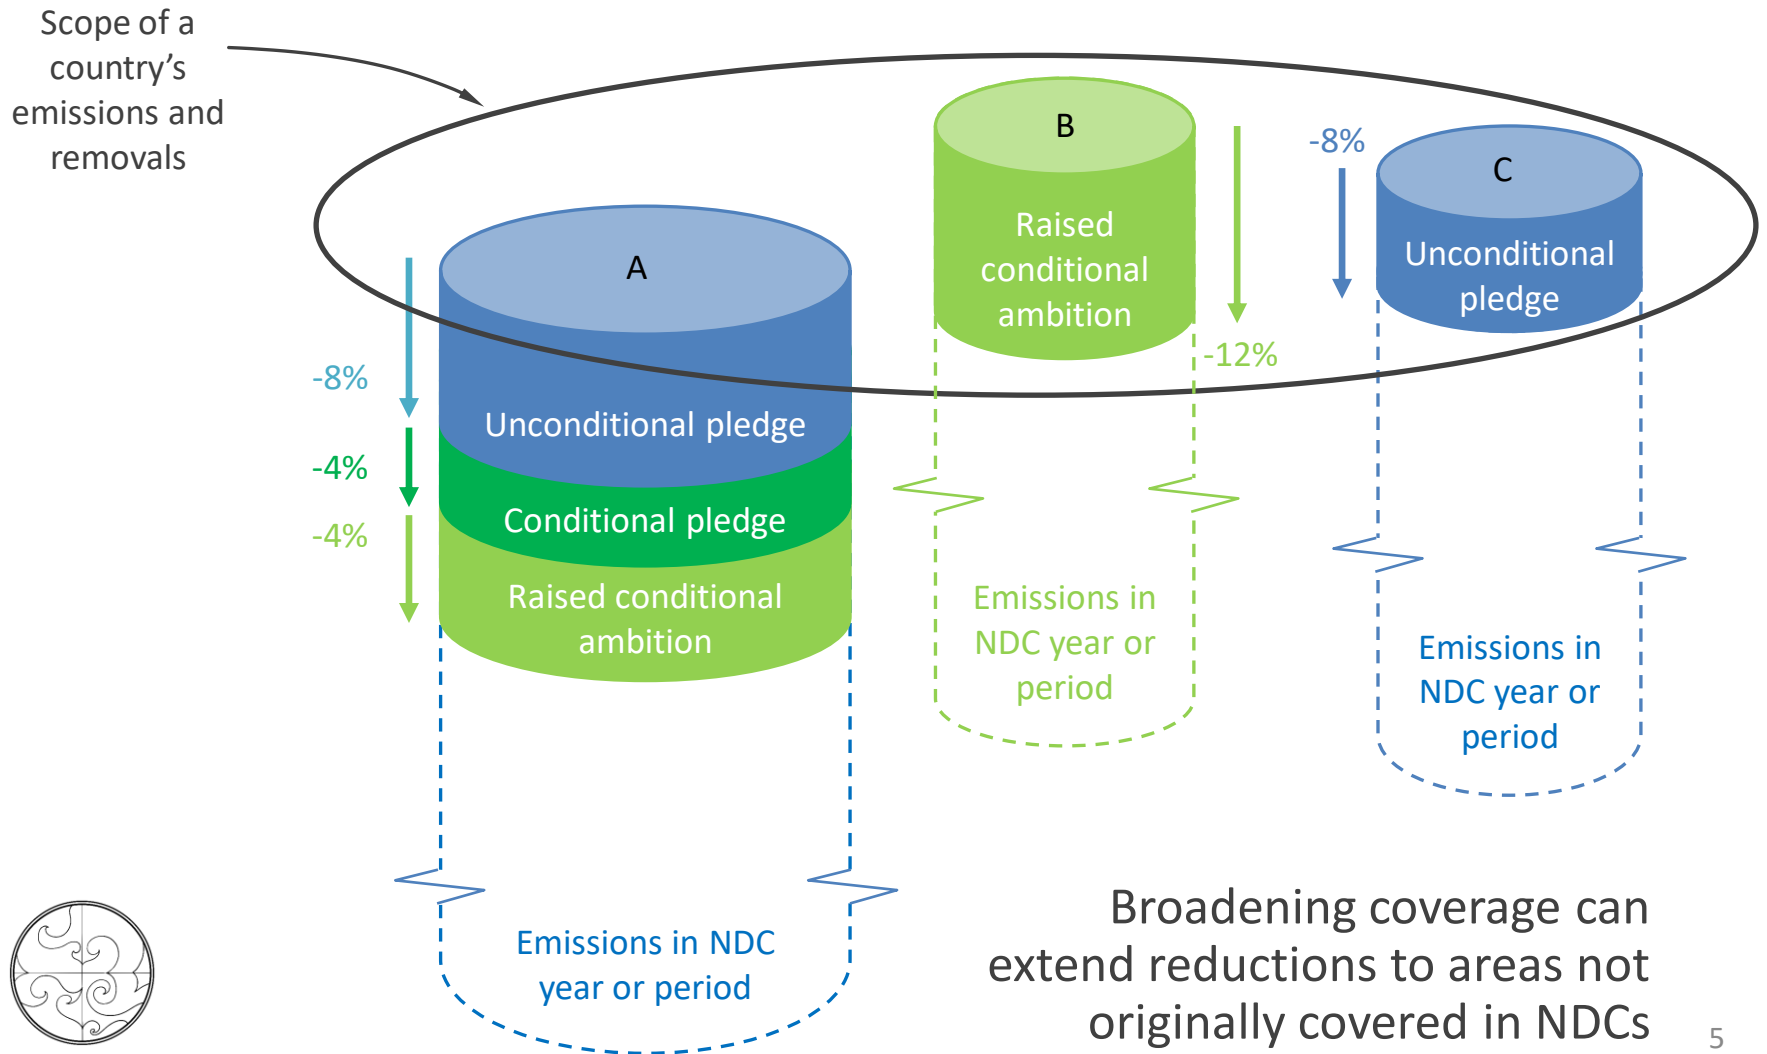 Scope of a
country’s
emissions and
removals
A
-8%
Unconditional pledge
-4%
Conditional pledge
-4%
Raised conditional
ambition
Emissions in NDC
year or period
B
Raised
conditional
ambition
-12%
Emissions in
NDC year or
period
-8%
C
Unconditional
pledge
Emissions in
NDC year or
period
Broadening coverage can
extend reductions to areas not
originally covered in NDCs
5